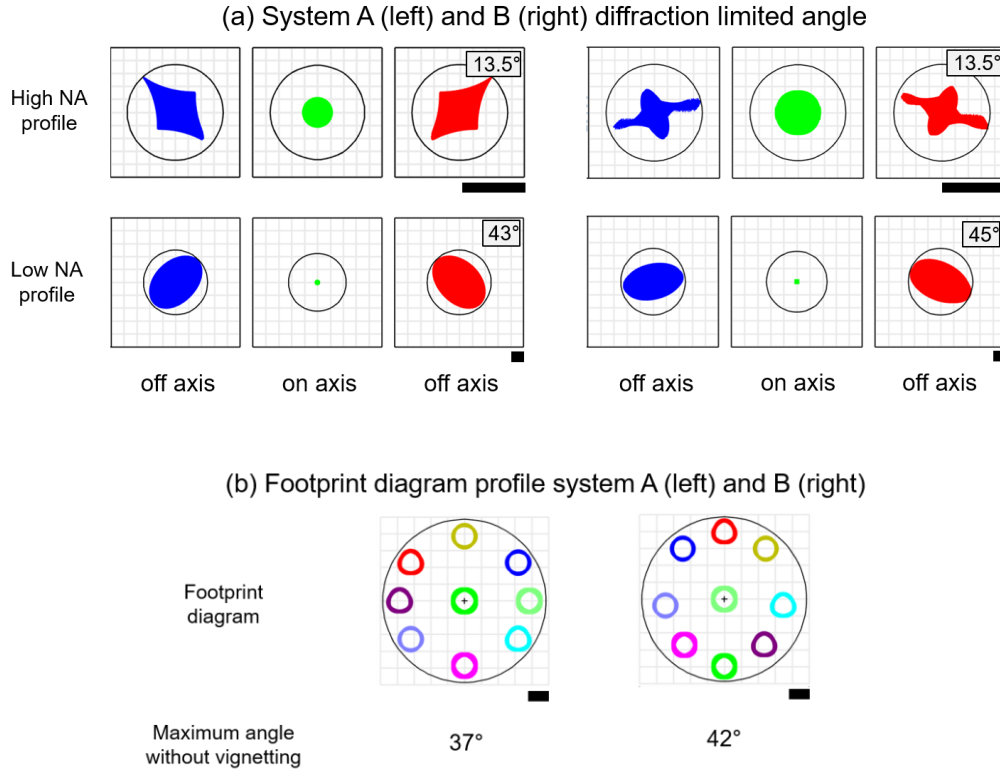 (a) System A (left) and B (right) diffraction limited angle
High NA
profile
13.5°
13.5°
Low NA
profile
43°
45°
off axis
on axis
off axis
off axis
on axis
off axis
(b) Footprint diagram profile system A (left) and B (right)
Footprint
diagram
Maximum angle
without vignetting
37°
42°